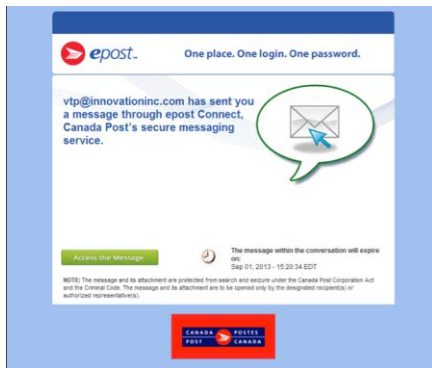 epost™
One place. One login. One password.
vtp@innovationinc.com has sent you
a message through epost Connect,
Canada Post's secure messaging
service.
Access the Message
The message within the conversation will expire
on:
Sep 01, 2013 - 15:20:34 EDT
NOTE: The message and its attachment are protected from search and seizure under the Canada Post Corporation Act
and the Criminal Code. The message and its attachment are to be opened only by the designated recipient(s) or
authorized representative(s).
CANADA POSTES
POST CANADA